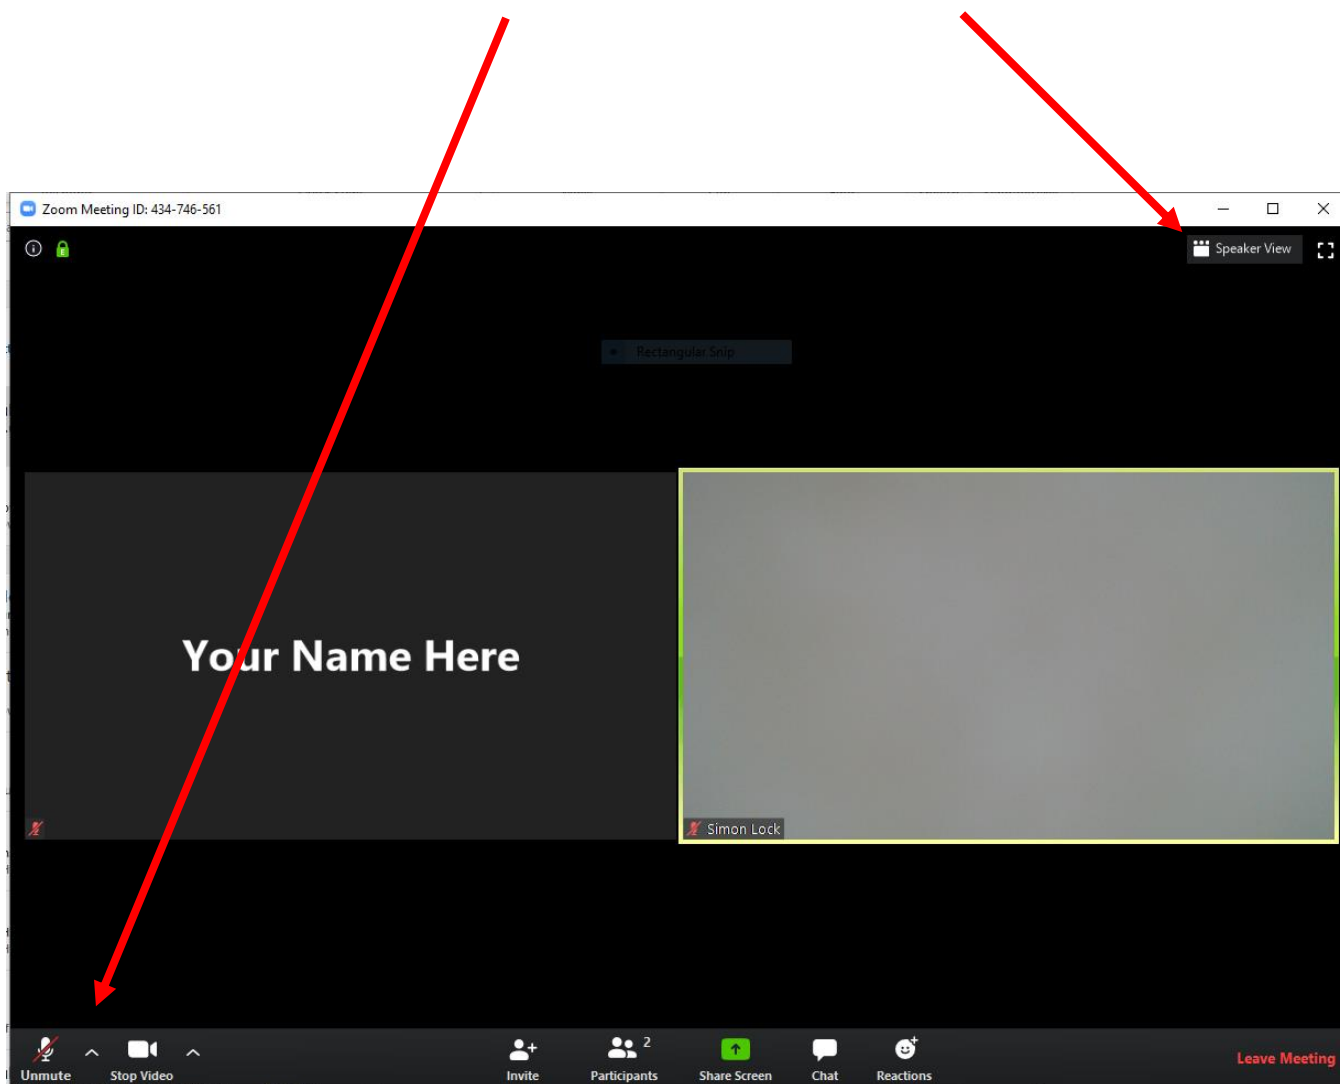 Zoom Meeting ID: 434-746-561
Speaker View
Rectangular Snip
Your Name Here
Simon Lock
2
Unmute
Stop Video
Invite
Participants
Share Screen
Chat
Reactions
Leave Meeting